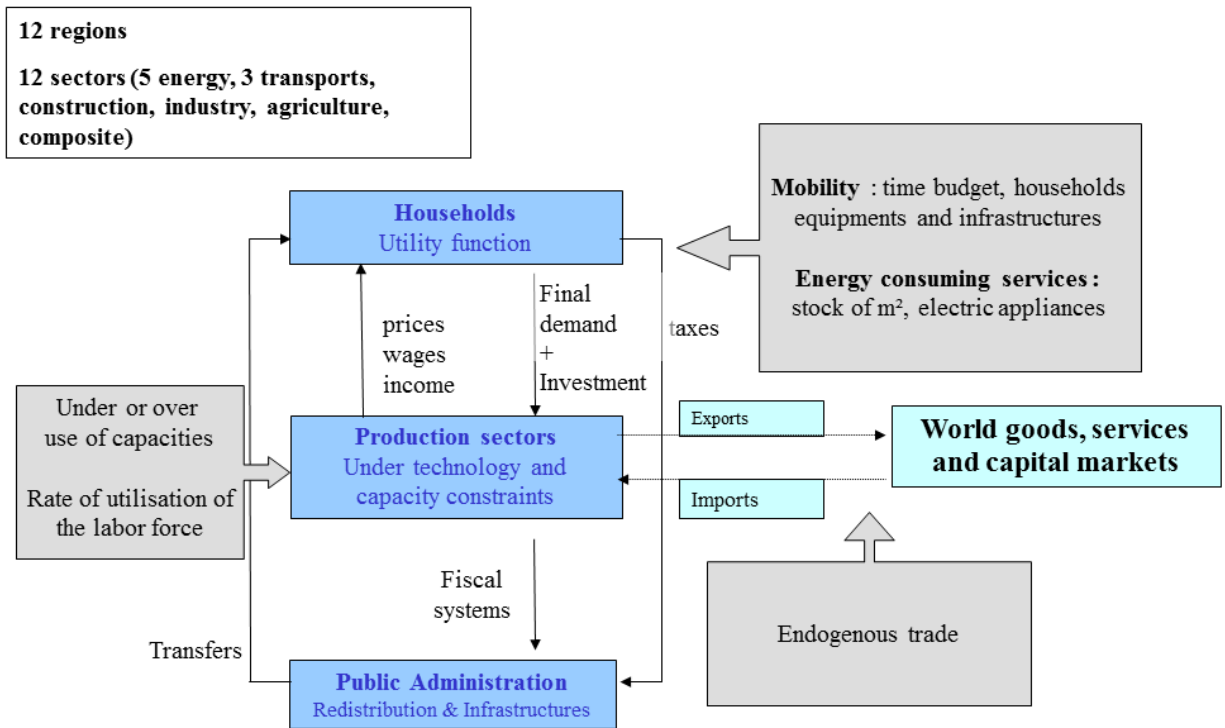 12 regions
12 sectors (5 energy, 3 transports,
construction, industry, agriculture,
composite)
Mobility : time budget, households
equipments and infrastructures
Energy consuming services :
stock of m², electric appliances
Households
Utility function
prices
wages
income
Final
demand
+
Investment
taxes
Under or over
use of capacities
Rate of utilisation of
the labor force
Production sectors
Under technology and
capacity constraints
Exports
Imports
World goods, services
and capital markets
Fiscal
systems
Endogenous trade
Transfers
Public Administration
Redistribution & Infrastructures